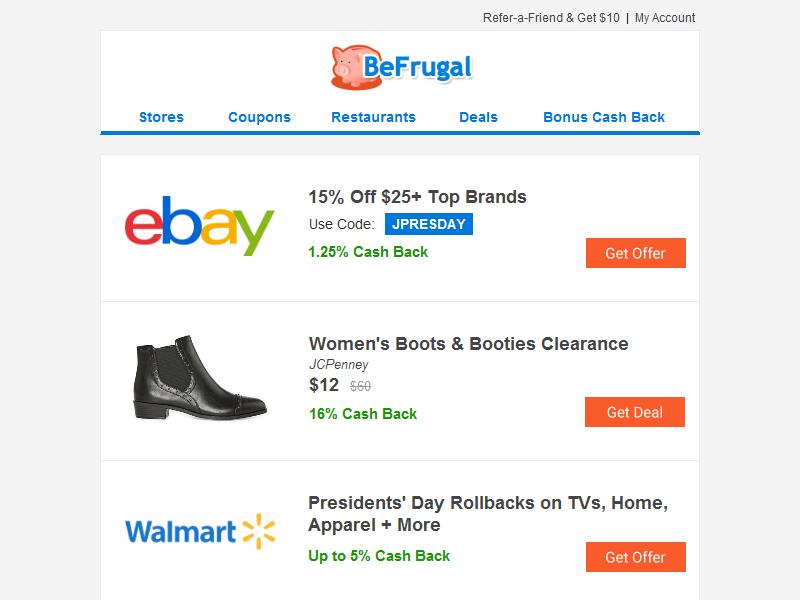 Refer-a-Friend & Get $10 | My Account
BeFrugal
Stores Coupons Restaurants Deals Bonus Cash Back
ebay
15% Off $25+ Top Brands
Use Code: JPRESDAY
1.25% Cash Back
Get Offer
Women's Boots & Booties Clearance
JCPenney
$12 $60
16% Cash Back
Get Deal
Walmart
Presidents' Day Rollbacks on TVs, Home,
Apparel + More
Up to 5% Cash Back
Get Offer